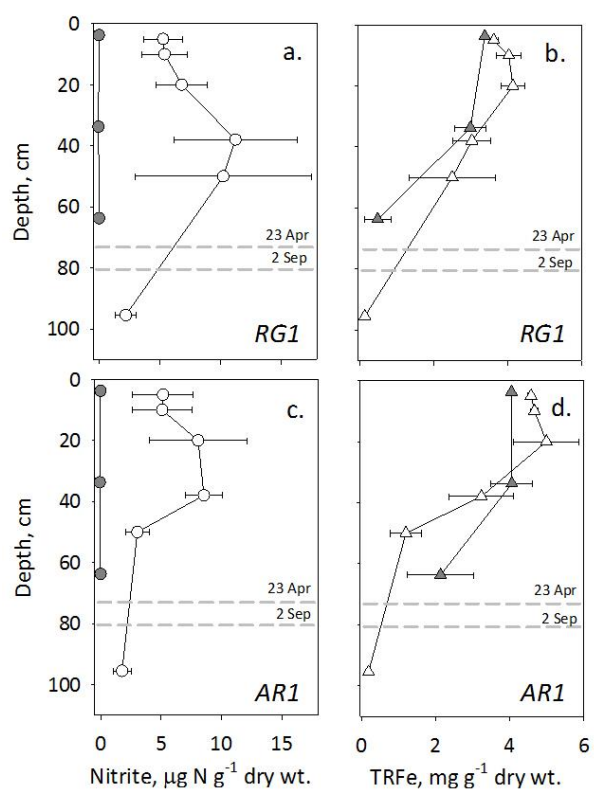 0
20
40
60
80
100
Depth, cm
a.
23 Apr
2 Sep
RG1
b.
23 Apr
2 Sep
RG1
0
20
40
60
80
100
Depth, cm
c.
23 Apr
2 Sep
AR1
d.
23 Apr
2 Sep
AR1
0 5 10 15
0 2 4 6
Nitrite, µg N g⁻¹ dry wt.
TRFe, mg g⁻¹ dry wt.